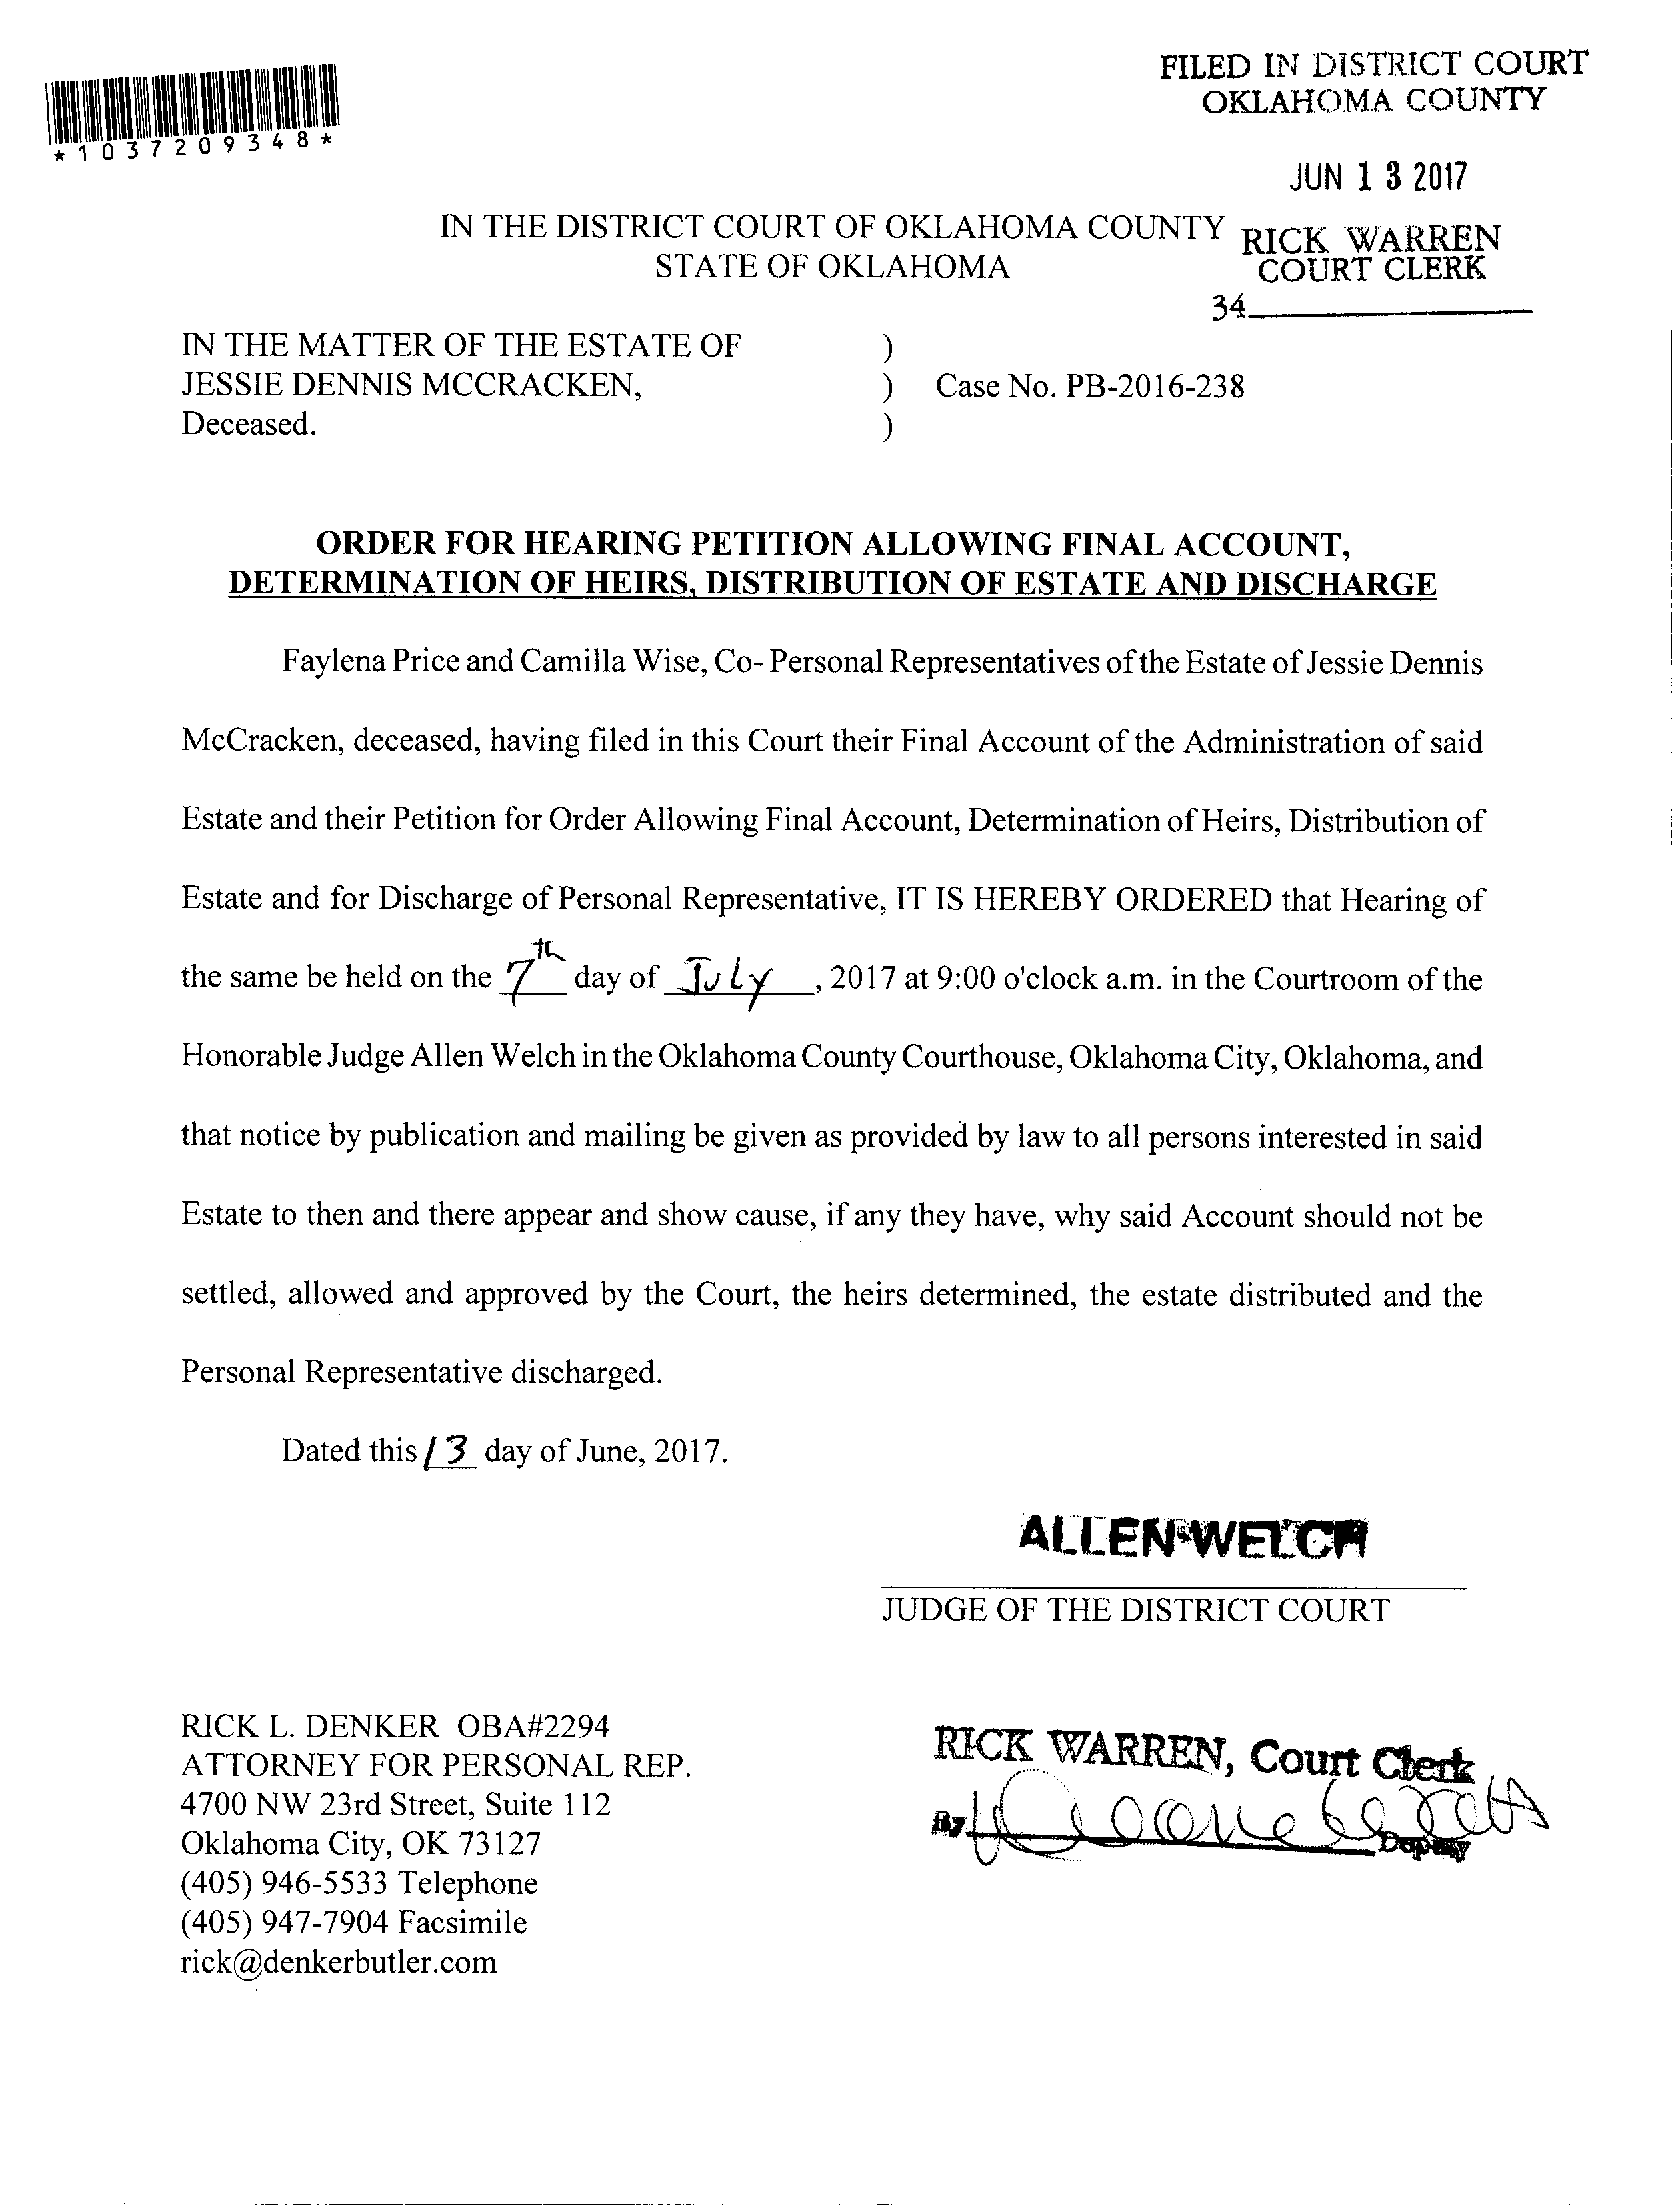 FILED IN DISTRICT COURT
OKLAHOMA COUNTY
*1037209348*
JUN 13 2017
IN THE DISTRICT COURT OF OKLAHOMA COUNTY
STATE OF OKLAHOMA
RICK WARREN
COURT CLERK
34
IN THE MATTER OF THE ESTATE OF )
JESSIE DENNIS MCCRACKEN, ) Case No. PB-2016-238
Deceased. )
ORDER FOR HEARING PETITION ALLOWING FINAL ACCOUNT,
DETERMINATION OF HEIRS, DISTRIBUTION OF ESTATE AND DISCHARGE
Faylena Price and Camilla Wise, Co- Personal Representatives of the Estate of Jessie Dennis
McCracken, deceased, having filed in this Court their Final Account of the Administration of said
Estate and their Petition for Order Allowing Final Account, Determination of Heirs, Distribution of
Estate and for Discharge of Personal Representative, IT IS HEREBY ORDERED that Hearing of
the same be held on the 7th day of July, 2017 at 9:00 o'clock a.m. in the Courtroom of the
Honorable Judge Allen Welch in the Oklahoma County Courthouse, Oklahoma City, Oklahoma, and
that notice by publication and mailing be given as provided by law to all persons interested in said
Estate to then and there appear and show cause, if any they have, why said Account should not be
settled, allowed and approved by the Court, the heirs determined, the estate distributed and the
Personal Representative discharged.
Dated this 13 day of June, 2017.
ALLEN WELCH
JUDGE OF THE DISTRICT COURT
RICK L. DENKER OBA#2294
ATTORNEY FOR PERSONAL REP.
4700 NW 23rd Street, Suite 112
Oklahoma City, OK 73127
(405) 946-5533 Telephone
(405) 947-7904 Facsimile
rick@denkerbutler.com
RICK WARREN, Court Clerk
By
Deputy